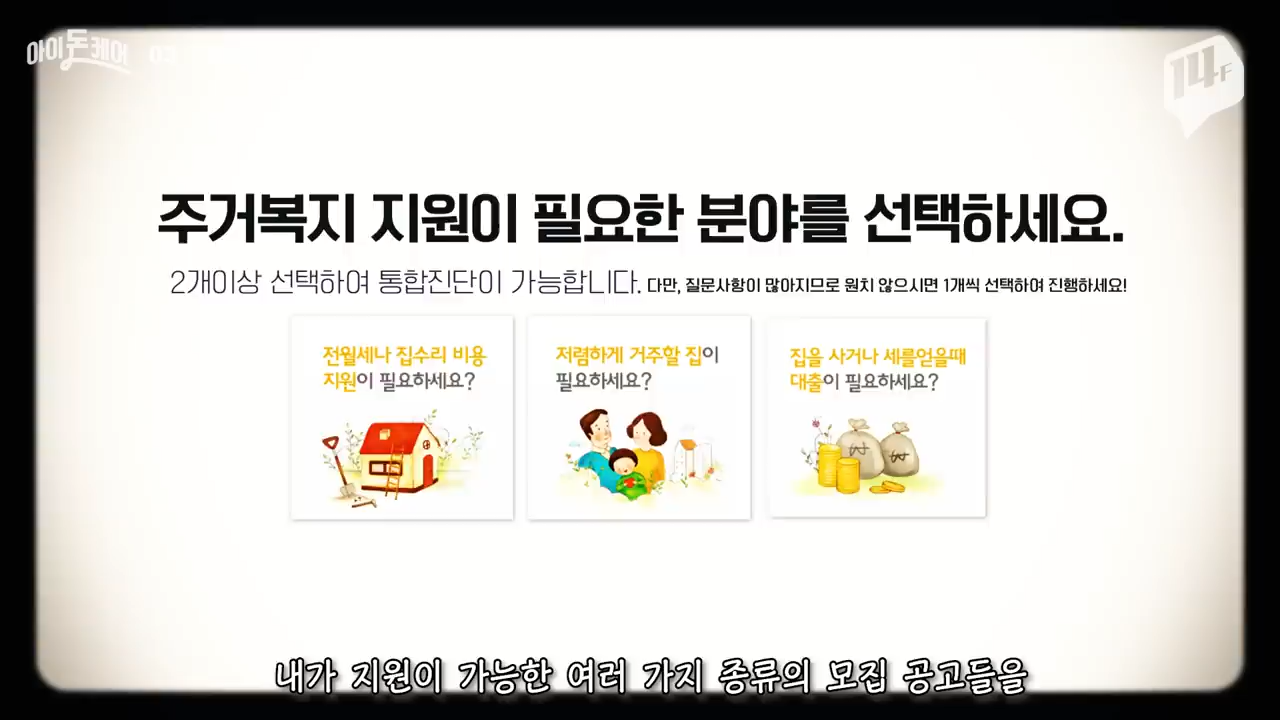 아이돈케어
14F
주거복지 지원이 필요한 분야를 선택하세요.
2개이상 선택하여 통합진단이 가능합니다. 다만, 질문사항이 많아지므로 원치 않으시면 1개씩 선택하여 진행하세요!
전월세나 집수리 비용
지원이 필요하세요?
저렴하게 거주할 집이
필요하세요?
집을 사거나 세를얻을때
대출이 필요하세요?
내가 지원이 가능한 여러 가지 종류의 모집 공고들을